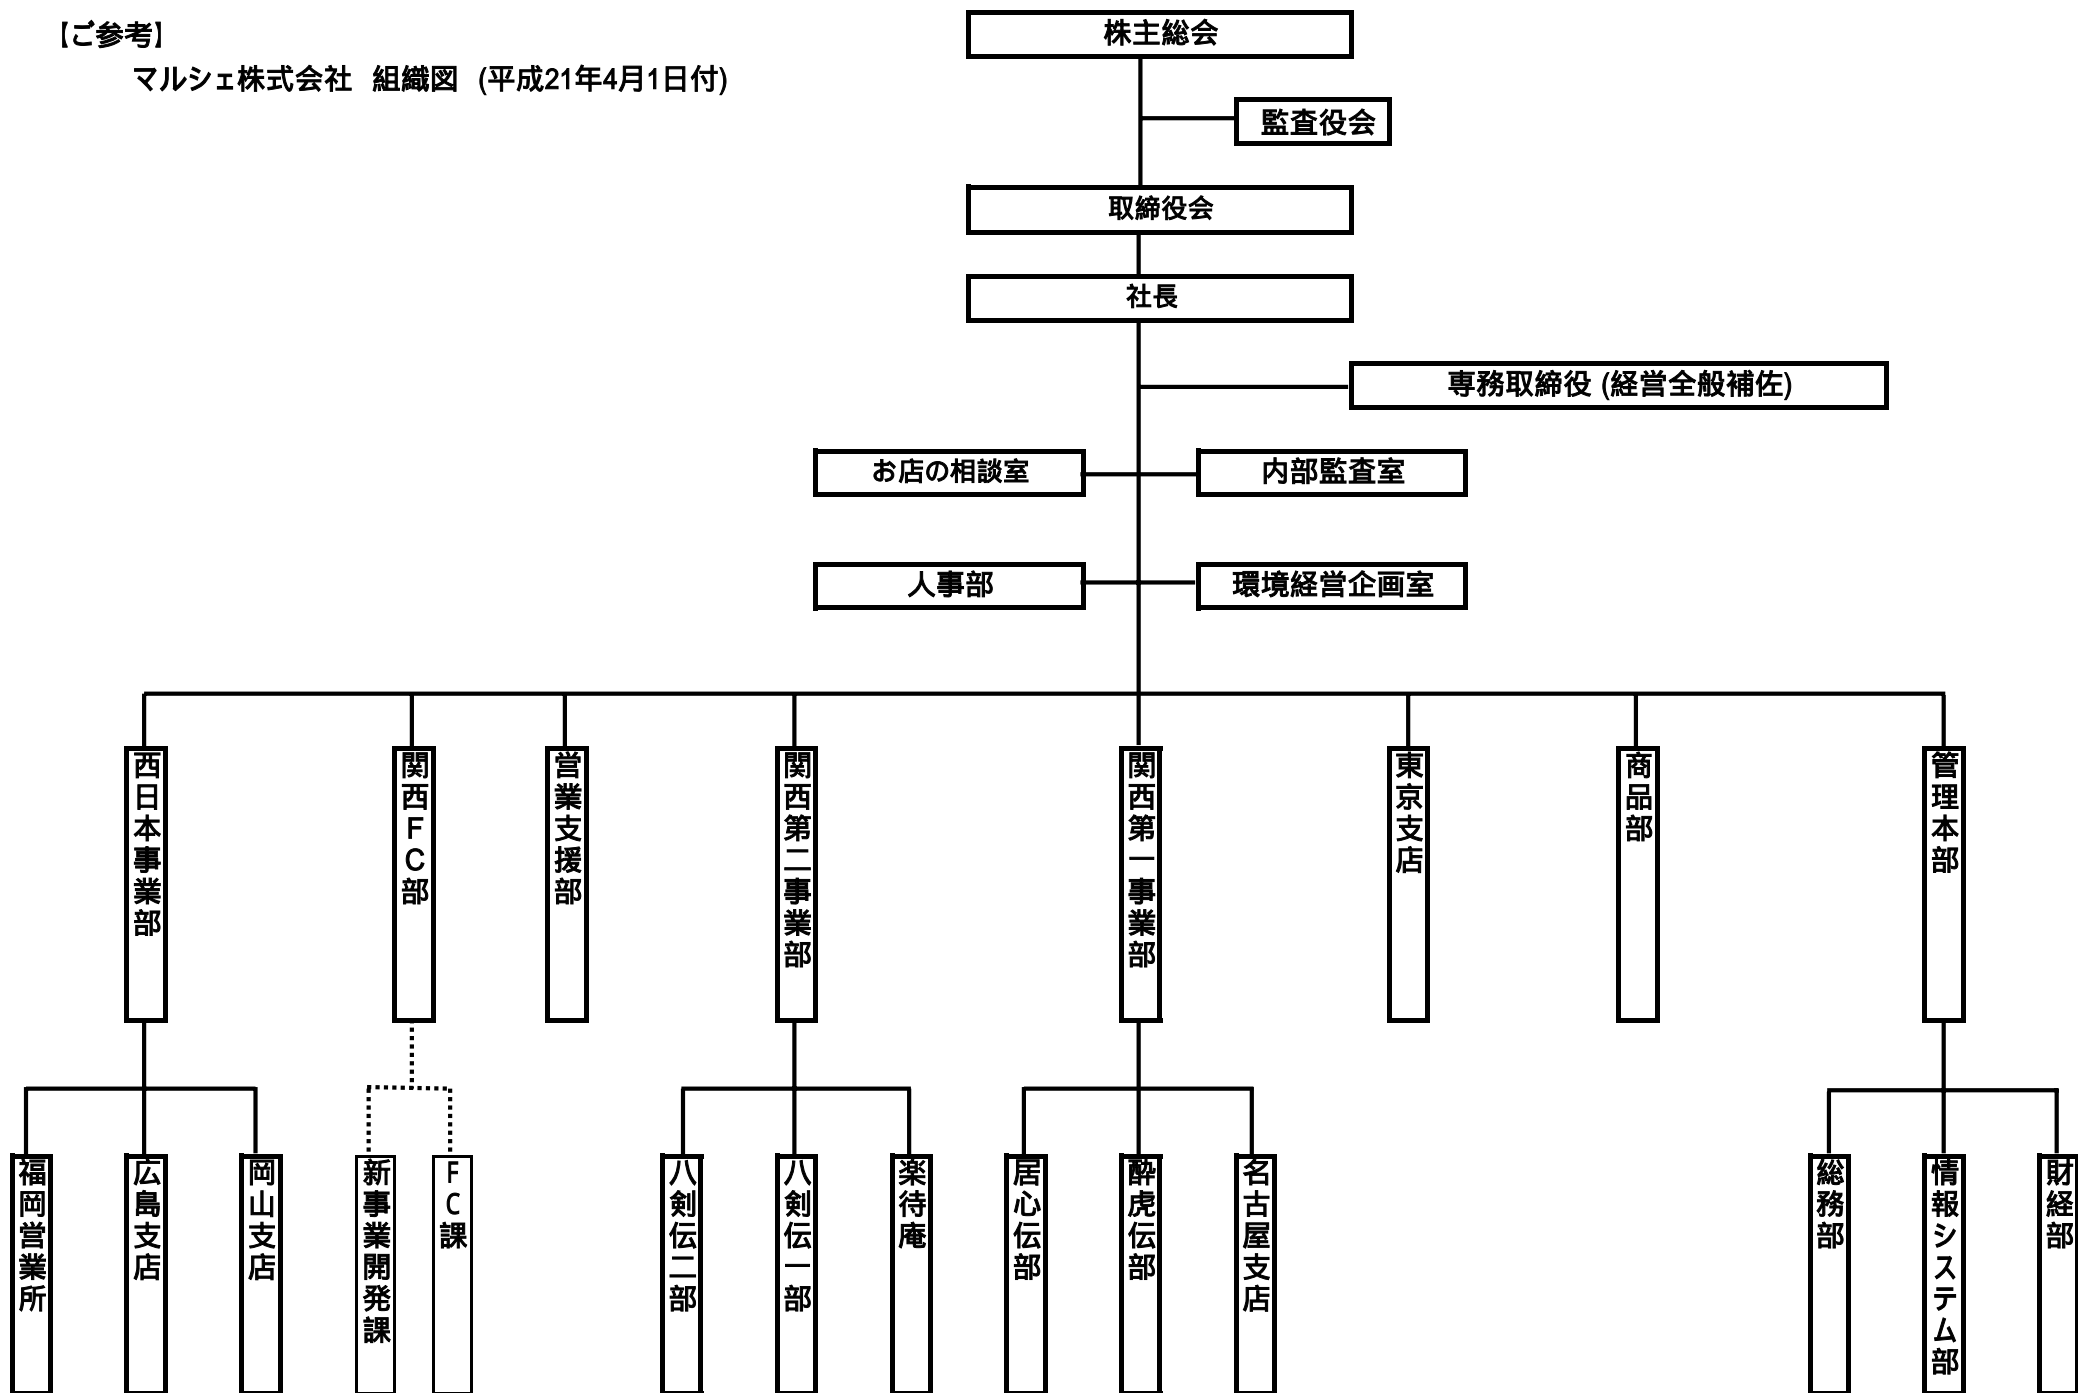 【ご参考】
マルシェ株式会社 組織図 (平成21年4月1日付)
株主総会
監査役会
取締役会
社長
専務取締役 (経営全般補佐)
お店の相談室
内部監査室
人事部
環境経営企画室
西日本事業部
関西FC部
営業支援部
関西第二事業部
関西第一事業部
東京支店
商品部
管理本部
福岡営業所
広島支店
岡山支店
新事業開発課
FC課
八剣伝二部
八剣伝一部
楽待庵
居心伝部
酔虎伝部
名古屋支店
総務部
情報システム部
財経部